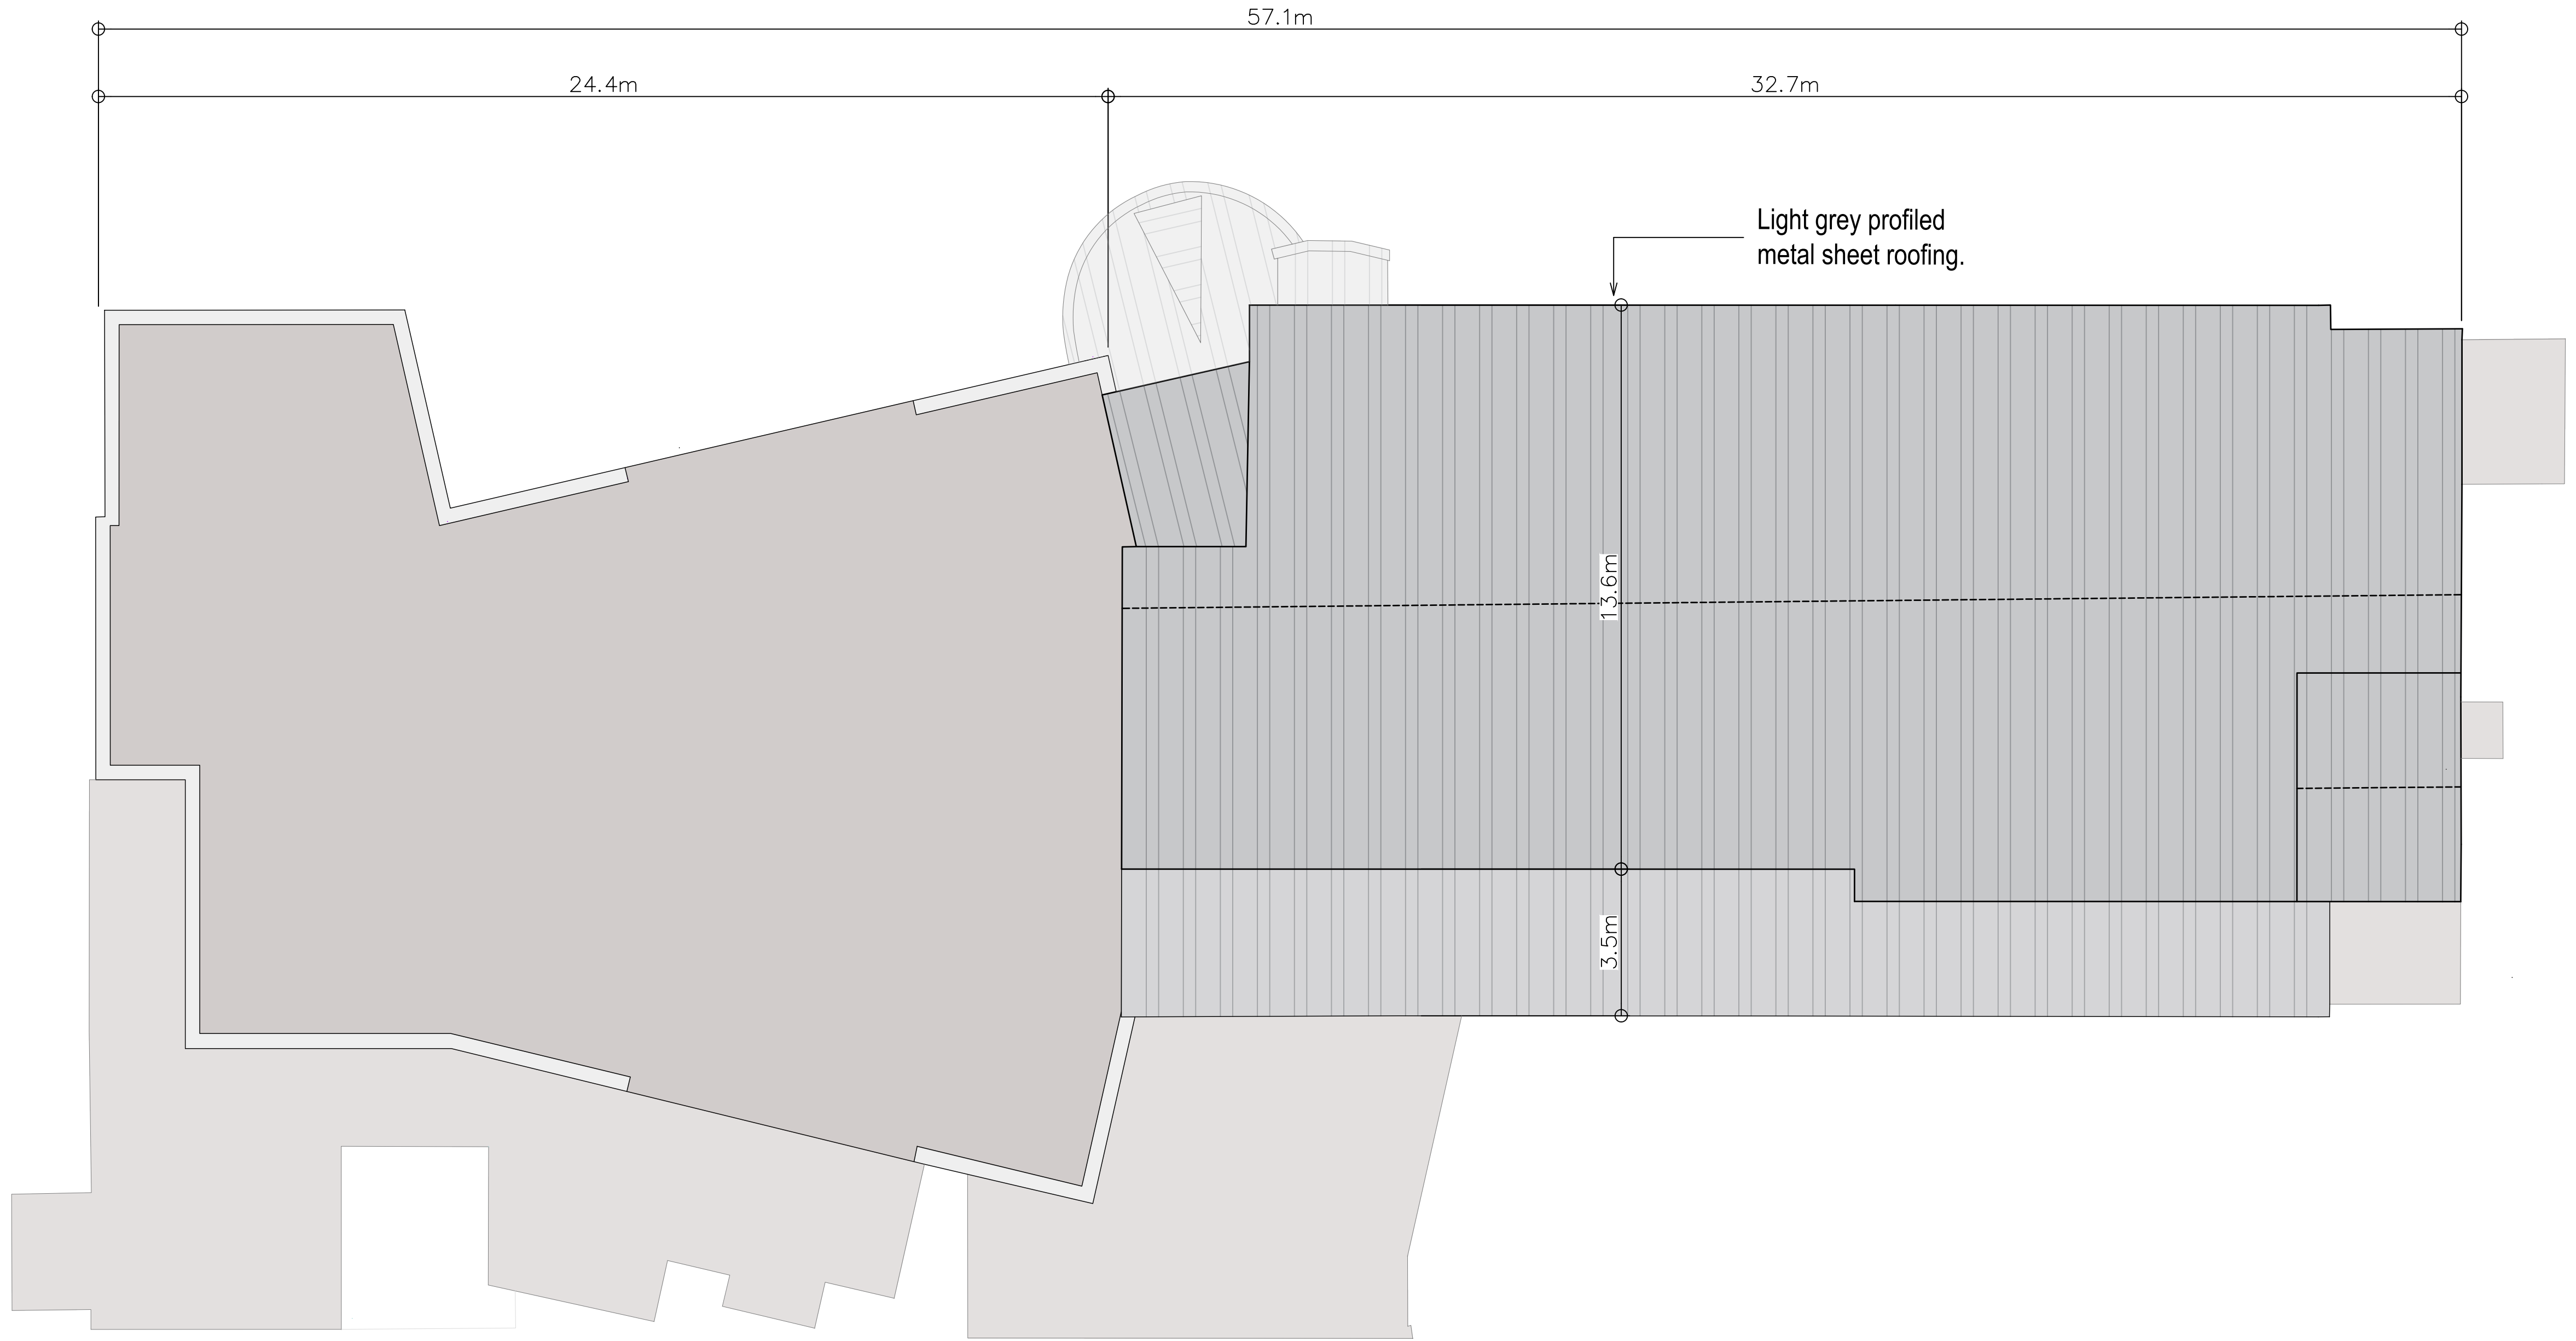 57.1m
24.4m
32.7m
Light grey profiled
metal sheet roofing.
13.6m
3.5m